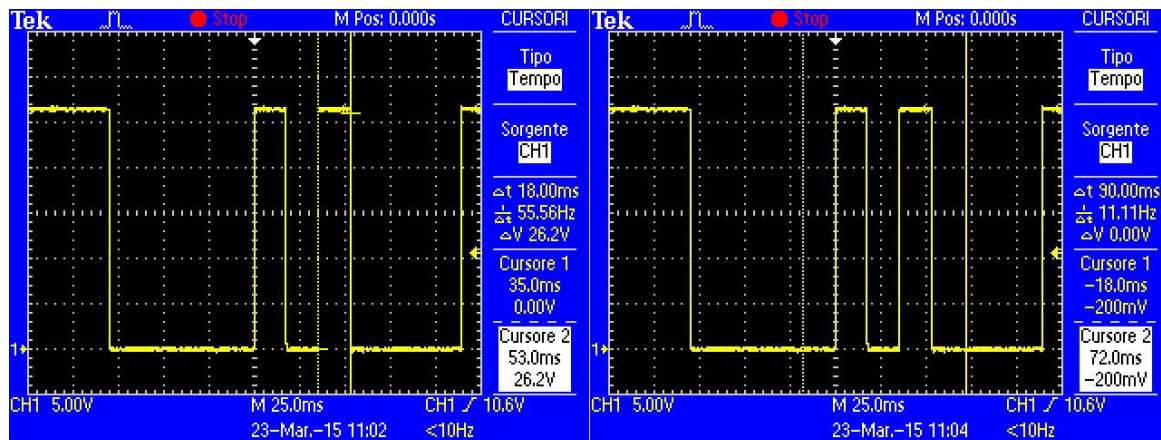 Tek Stop M Pos: 0.000s CURSORI
Tipo
Tempo
Sorgente
CH1
△t 18.00ms
1/△t 55.56Hz
△V 26.2V
Cursore 1
35.0ms
0.00V
Cursore 2
53.0ms
26.2V
1
CH1 5.00V M 25.0ms CH1 / 10.6V
23-Mar.-15 11:02 <10Hz
Tek Stop M Pos: 0.000s CURSORI
Tipo
Tempo
Sorgente
CH1
△t 90.00ms
1/△t 11.11Hz
△V 0.00V
Cursore 1
-18.0ms
-200mV
Cursore 2
72.0ms
-200mV
1
CH1 5.00V M 25.0ms CH1 / 10.6V
23-Mar.-15 11:04 <10Hz